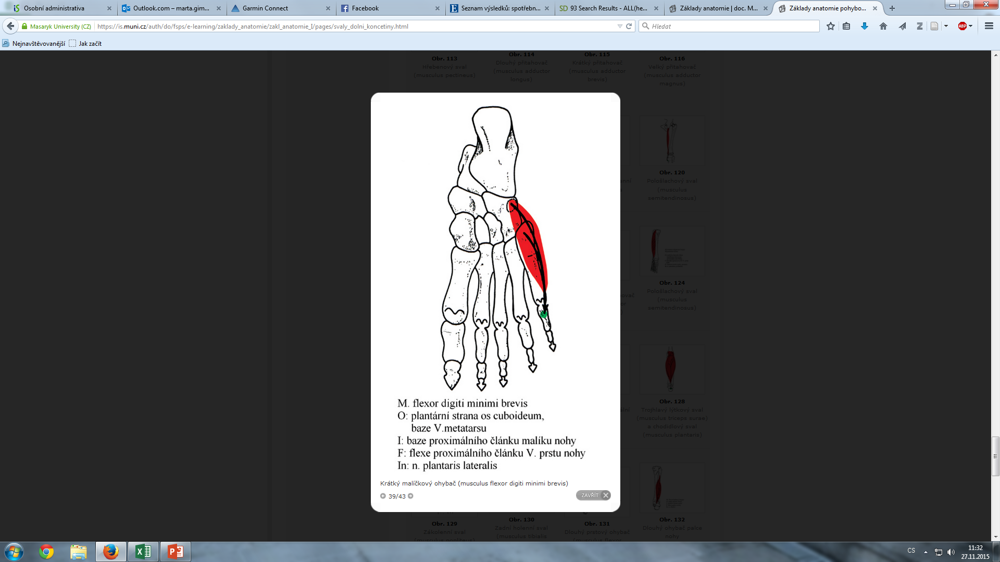 Osobní administrativa
Outlook.com – marta.gim...
Garmin Connect
Facebook
Seznam výsledků: spotřebn...
93 Search Results - ALL(he...
Základy anatomie | doc. M...
Základy anatomie pohybo...
Masaryk University (CZ)
https://is.muni.cz/auth/do/fsps/e-learning/zaklady_anatomie/zakl_anatomie_I/pages/svaly_dolni_koncetiny.html
Hledat
Nejnavštěvovanější
Jak začít
Obr. 113
Hřebenový sval
(musculus pectineus)
Obr. 114
Dlouhý přitahovač
(musculus adductor
longus)
Obr. 115
Krátký přitahovač
(musculus adductor
brevis)
Obr. 116
Velký přitahovač
(musculus adductor
magnus)
Obr. 120
Pološlachový sval
(musculus
semitendinosus)
Obr. 124
Pološlachový sval
(musculus
semitendinosus)
Obr. 128
Trojhlavý lýtkový sval
(musculus triceps surae)
a chodidlový sval
(musculus plantaris)
M. flexor digiti minimi brevis
O: plantární strana os cuboideum,
baze V.metatarsu
I: baze proximálního článku malíku nohy
F: flexe proximálního článku V. prstu nohy
In: n. plantaris lateralis
Krátký malíčkový ohybač (musculus flexor digiti minimi brevis)
39/43
ZAVŘÍT
Obr. 129
Zákolenní sval
(musculus popliteus)
Obr. 130
Zadní holenní sval
(musculus tibialis
Obr. 131
Dlouhý prstový ohybač
(musculus flexor
Obr. 132
Dlouhý ohybač palce
nohy
CS
11:32
27.11.2015